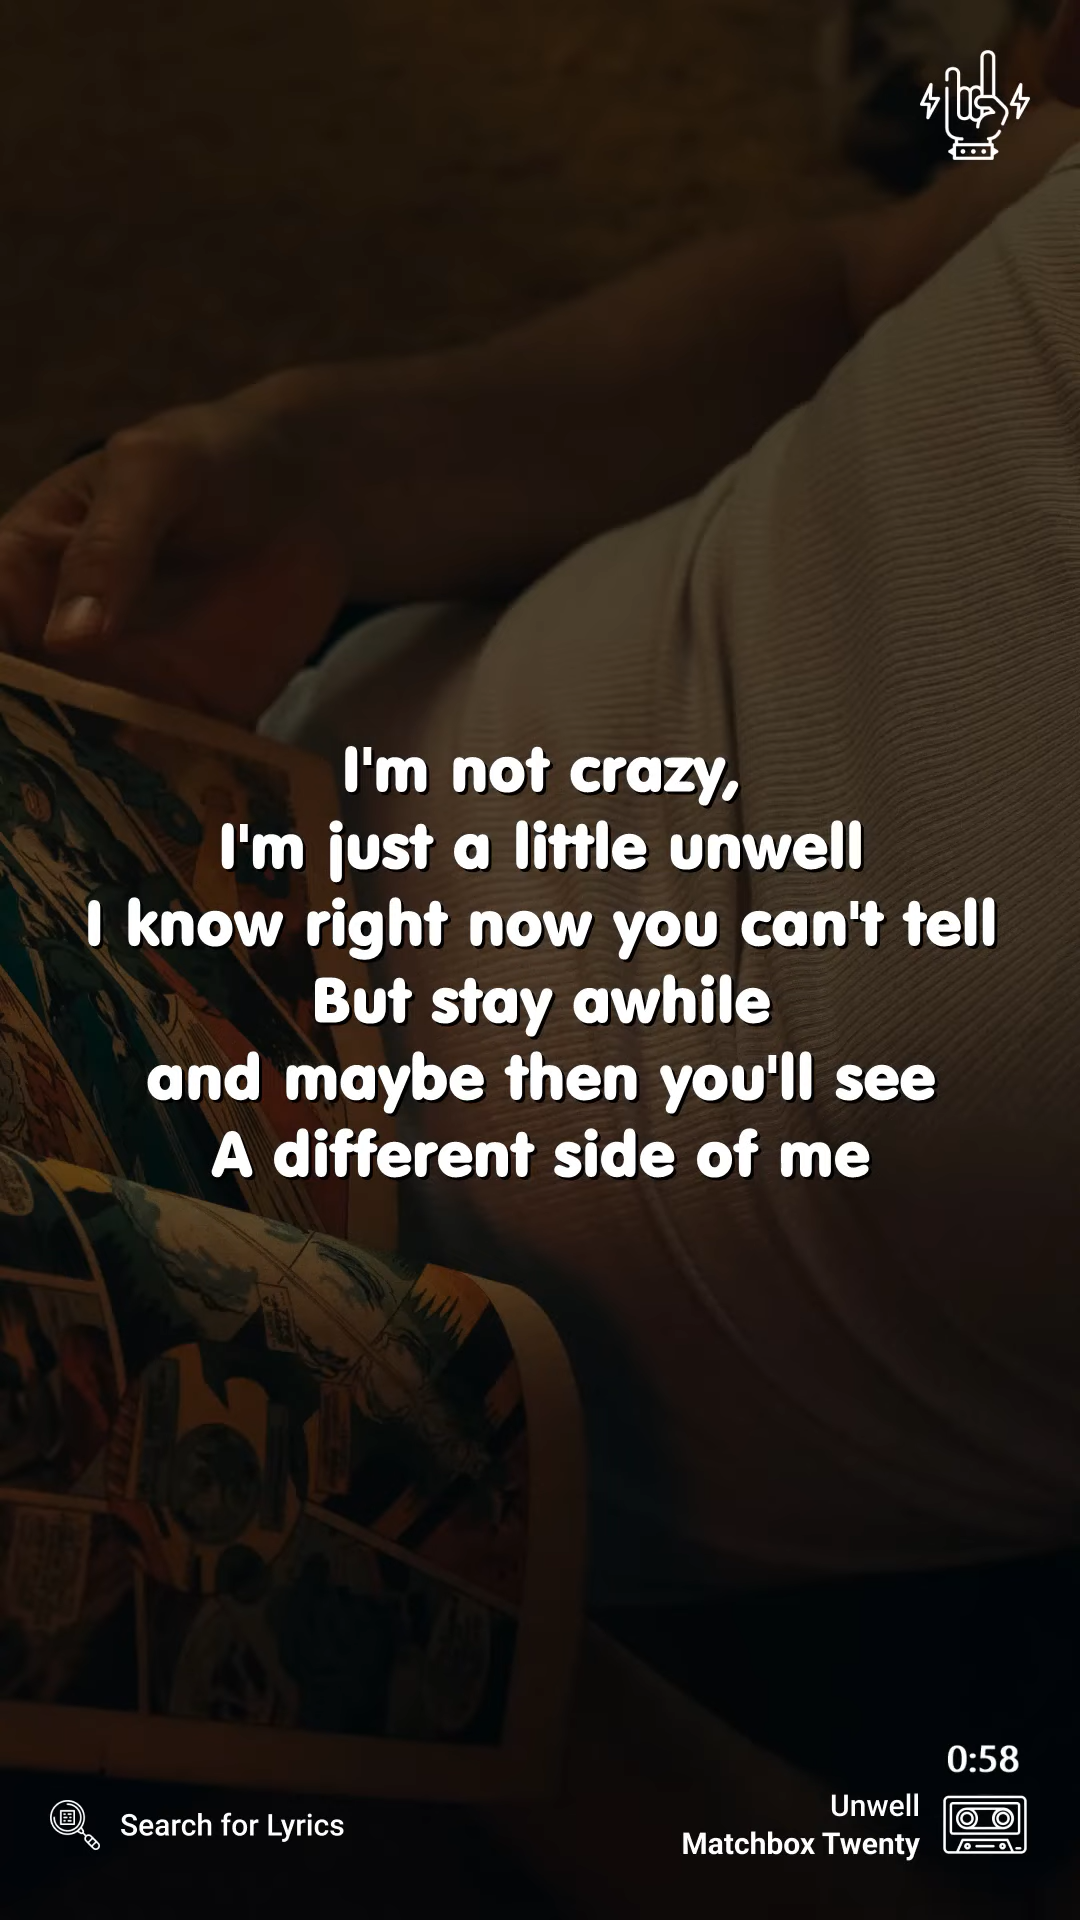 I'm not crazy,
I'm just a little unwell
I know right now you can't tell
But stay awhile
and maybe then you'll see
A different side of me
0:58
Unwell
Matchbox Twenty
Search for Lyrics